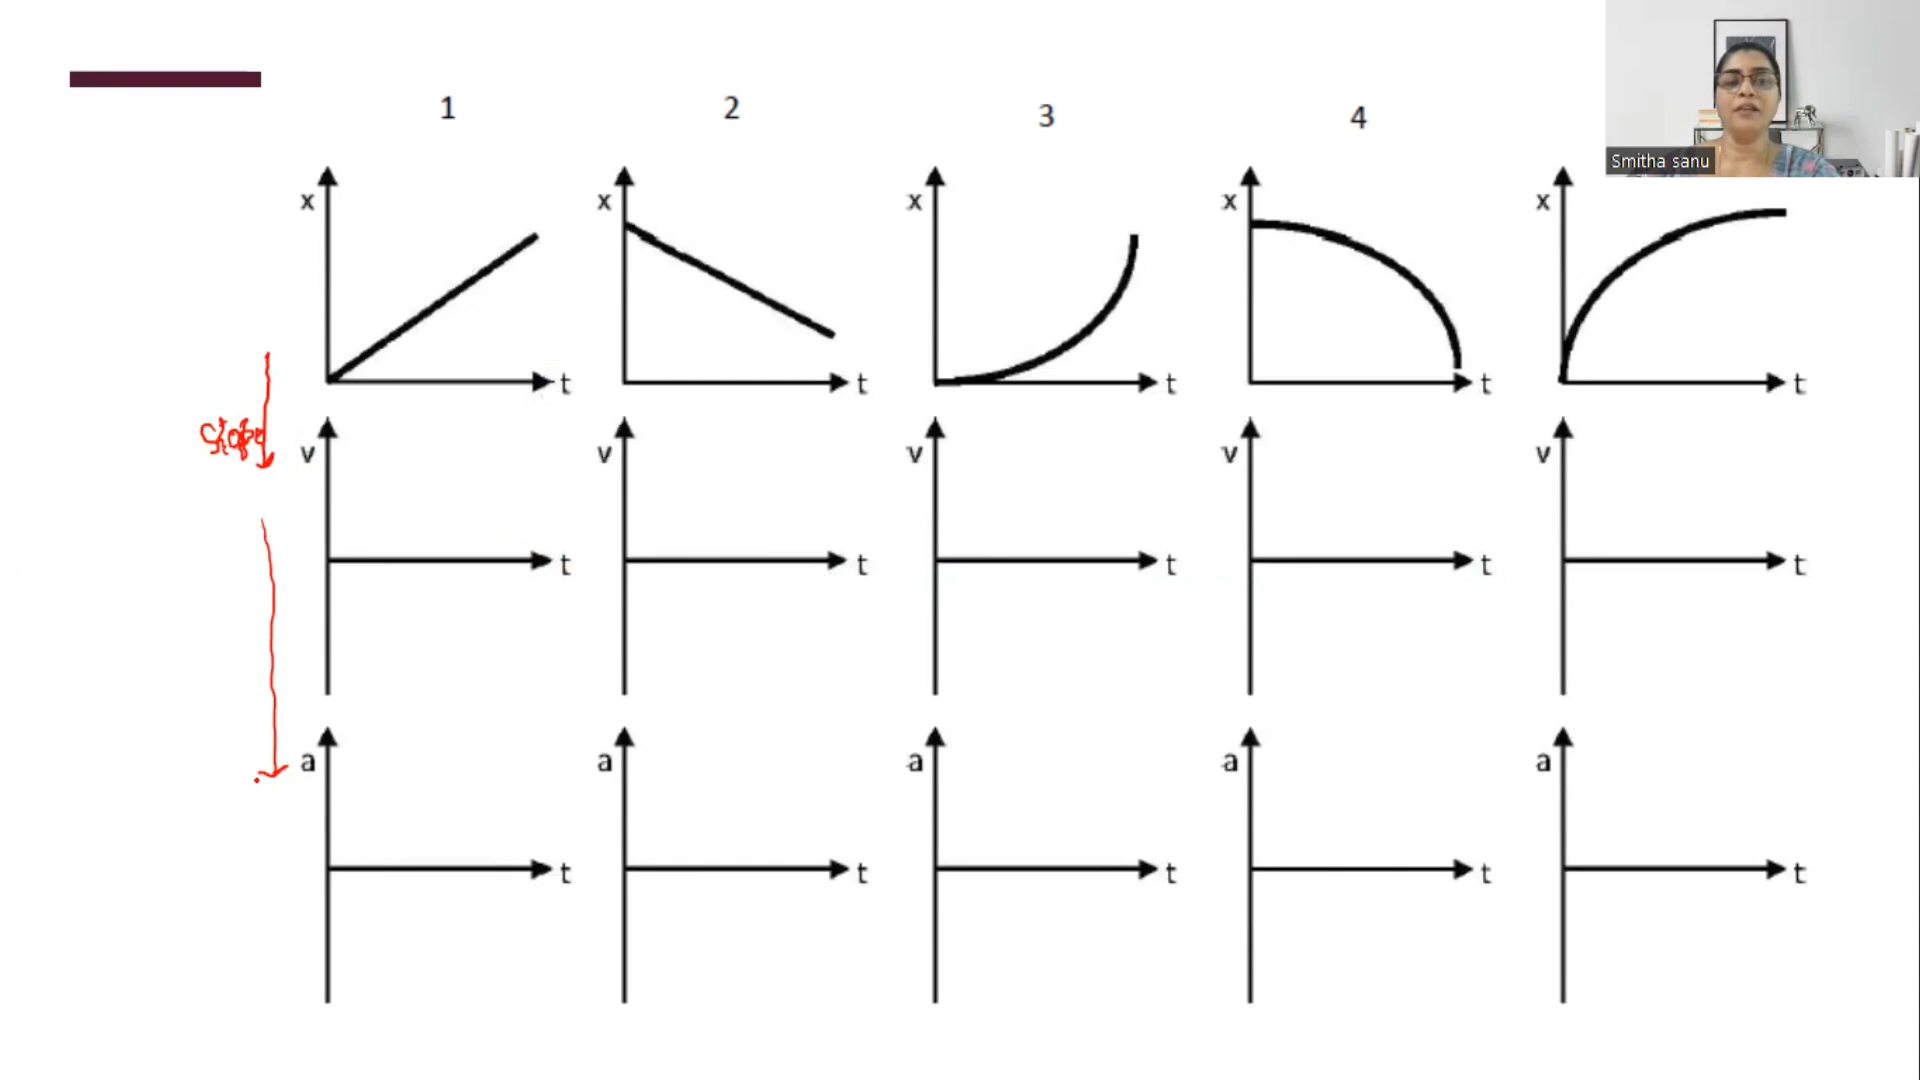 1 2 3 4
Smitha sanu
x x x x x
t t t t t
slope
v v v v v
t t t t t
a a a a a
t t t t t